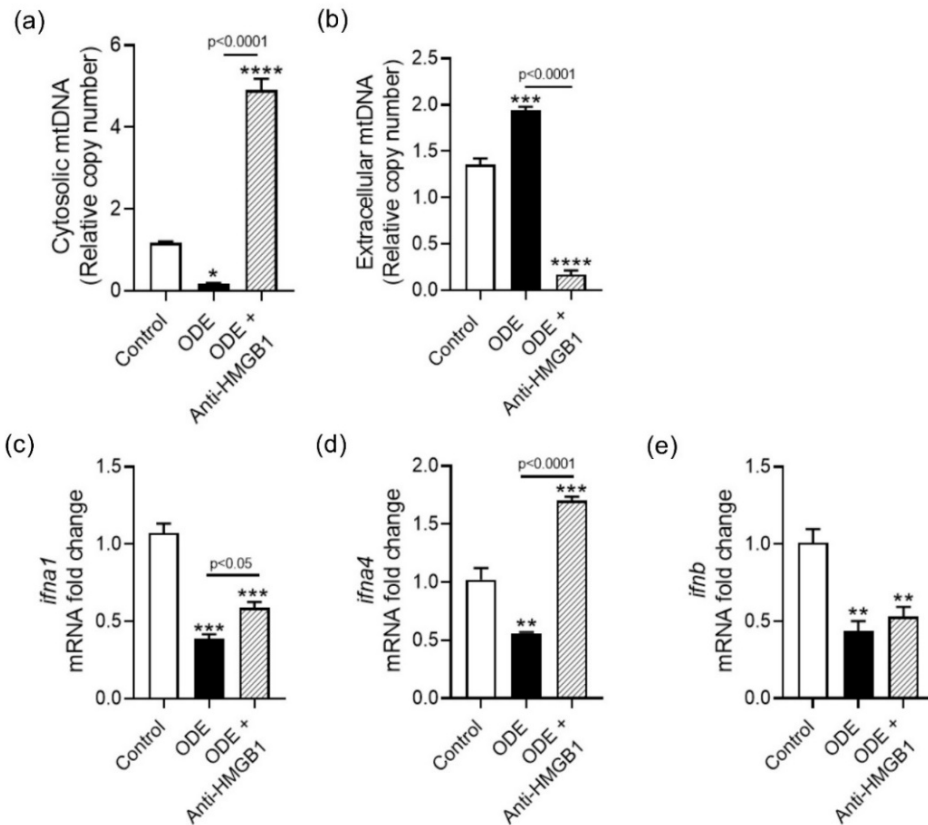 (a)
Cytosolic mtDNA
(Relative copy number)
6
4
2
0
p<0.0001
*
****
Control
ODE
ODE +
Anti-HMGB1
(b)
Extracellular mtDNA
(Relative copy number)
2.5
2.0
1.5
1.0
0.5
0.0
p<0.0001
***
****
Control
ODE
ODE +
Anti-HMGB1
(c)
ifna1
mRNA fold change
1.5
1.0
0.5
0.0
p<0.05
***
***
Control
ODE
ODE +
Anti-HMGB1
(d)
ifna4
mRNA fold change
2.0
1.5
1.0
0.5
0.0
p<0.0001
**
***
Control
ODE
ODE +
Anti-HMGB1
(e)
ifnb
mRNA fold change
1.5
1.0
0.5
0.0
**
**
Control
ODE
ODE +
Anti-HMGB1